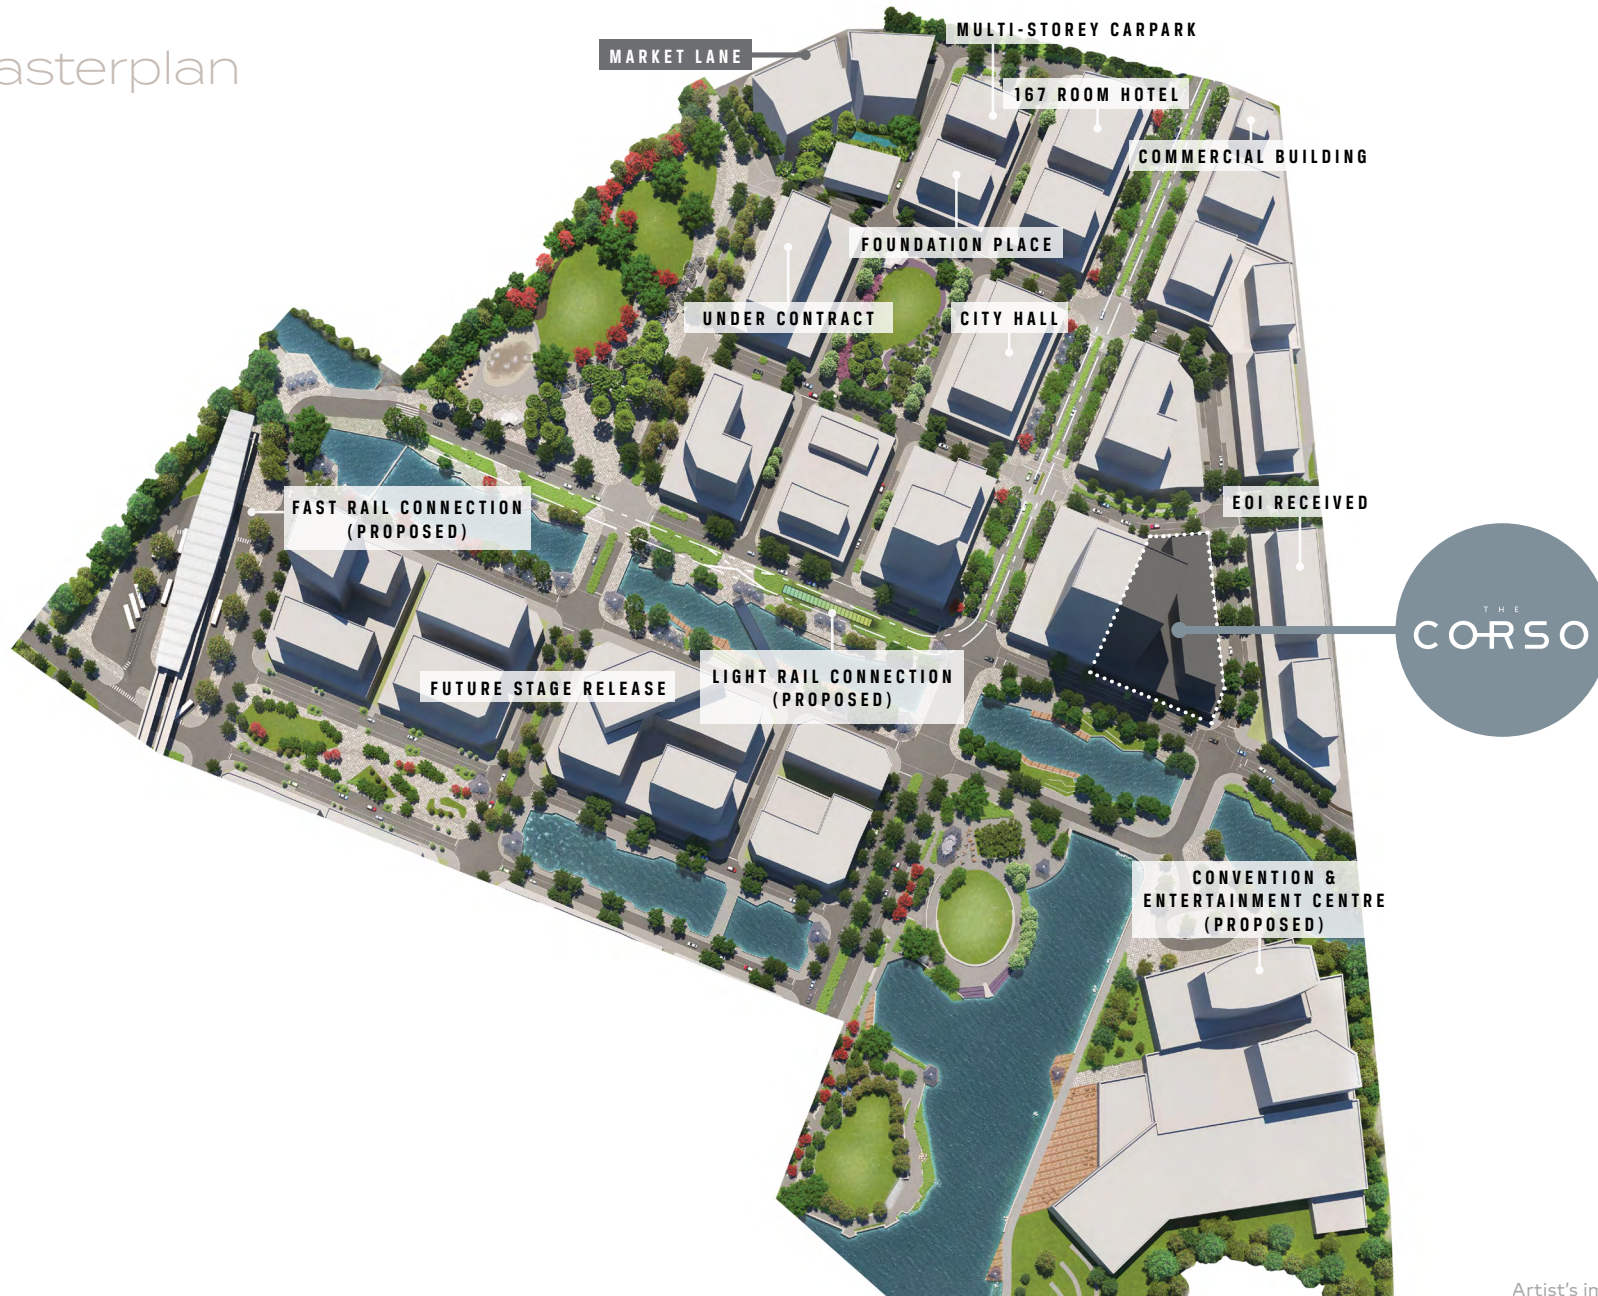 asterplan
MULTI-STOREY CARPARK
MARKET LANE
167 ROOM HOTEL
COMMERCIAL BUILDING
FOUNDATION PLACE
UNDER CONTRACT
CITY HALL
FAST RAIL CONNECTION
(PROPOSED)
EOI RECEIVED
THE
CORSO
FUTURE STAGE RELEASE
LIGHT RAIL CONNECTION
(PROPOSED)
CONVENTION &
ENTERTAINMENT CENTRE
(PROPOSED)
Artist's im